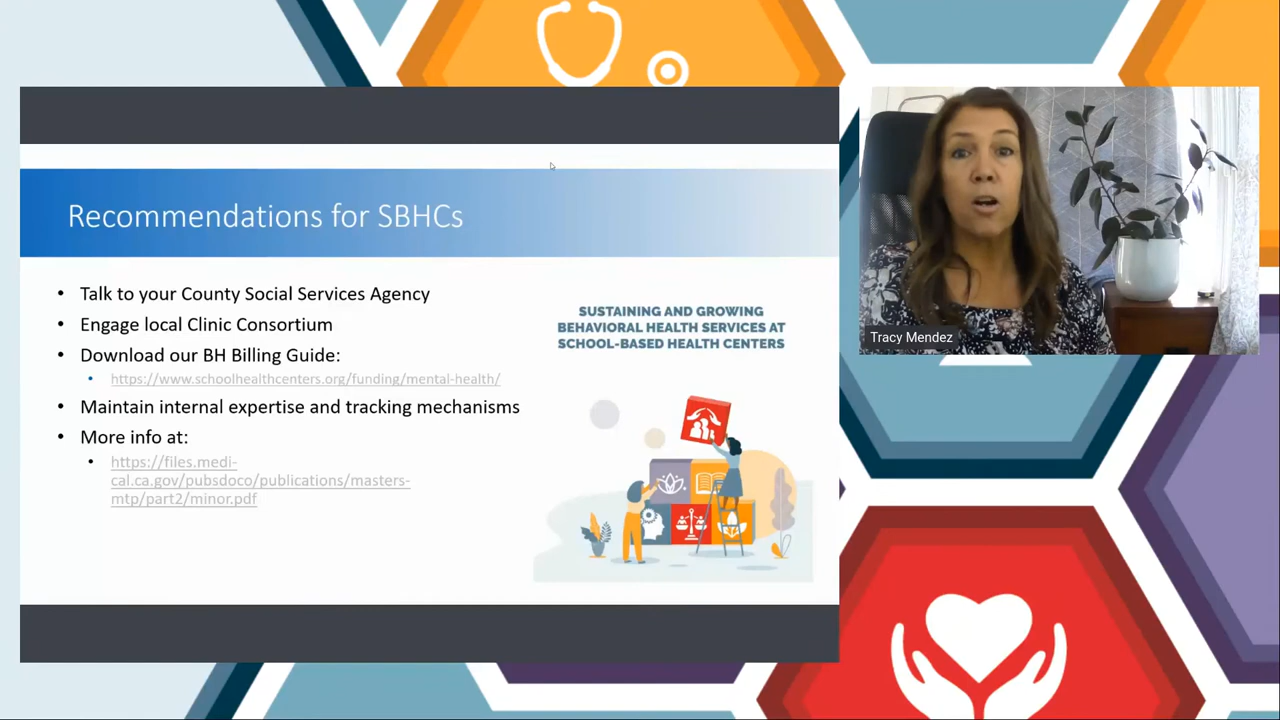 Recommendations for SBHCs
• Talk to your County Social Services Agency
• Engage local Clinic Consortium
• Download our BH Billing Guide:
• https://www.schoolhealthcenters.org/funding/mental-health/
• Maintain internal expertise and tracking mechanisms
• More info at:
• https://files.medi-
cal.ca.gov/pubsdoco/publications/masters-
mtp/part2/minor.pdf
SUSTAINING AND GROWING
BEHAVIORAL HEALTH SERVICES AT
SCHOOL-BASED HEALTH CENTERS
Tracy Mendez